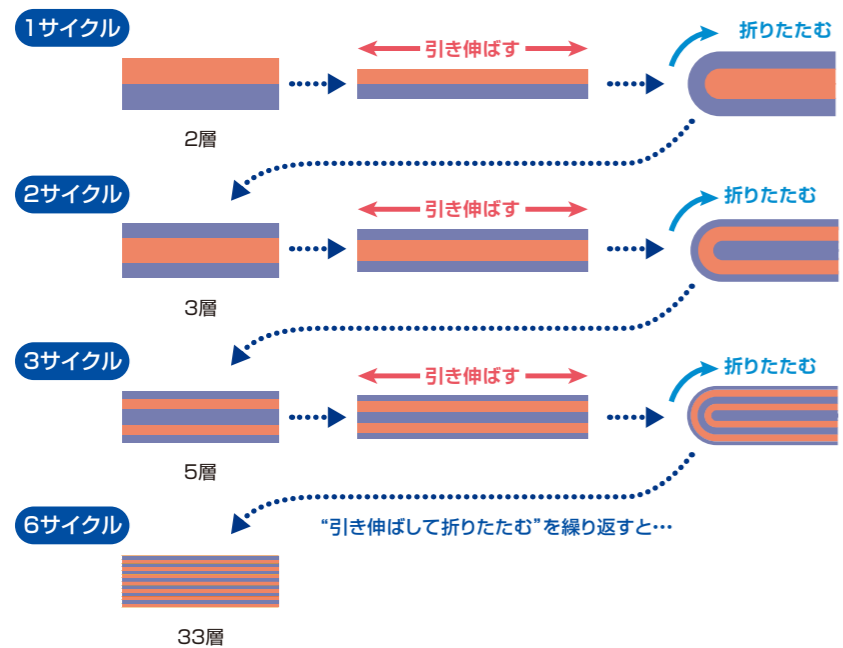 1サイクル
引き伸ばす
折りたたむ
2層
2サイクル
引き伸ばす
折りたたむ
3層
3サイクル
引き伸ばす
折りたたむ
5層
6サイクル
“引き伸ばして折りたたむ”を繰り返すと…
33層